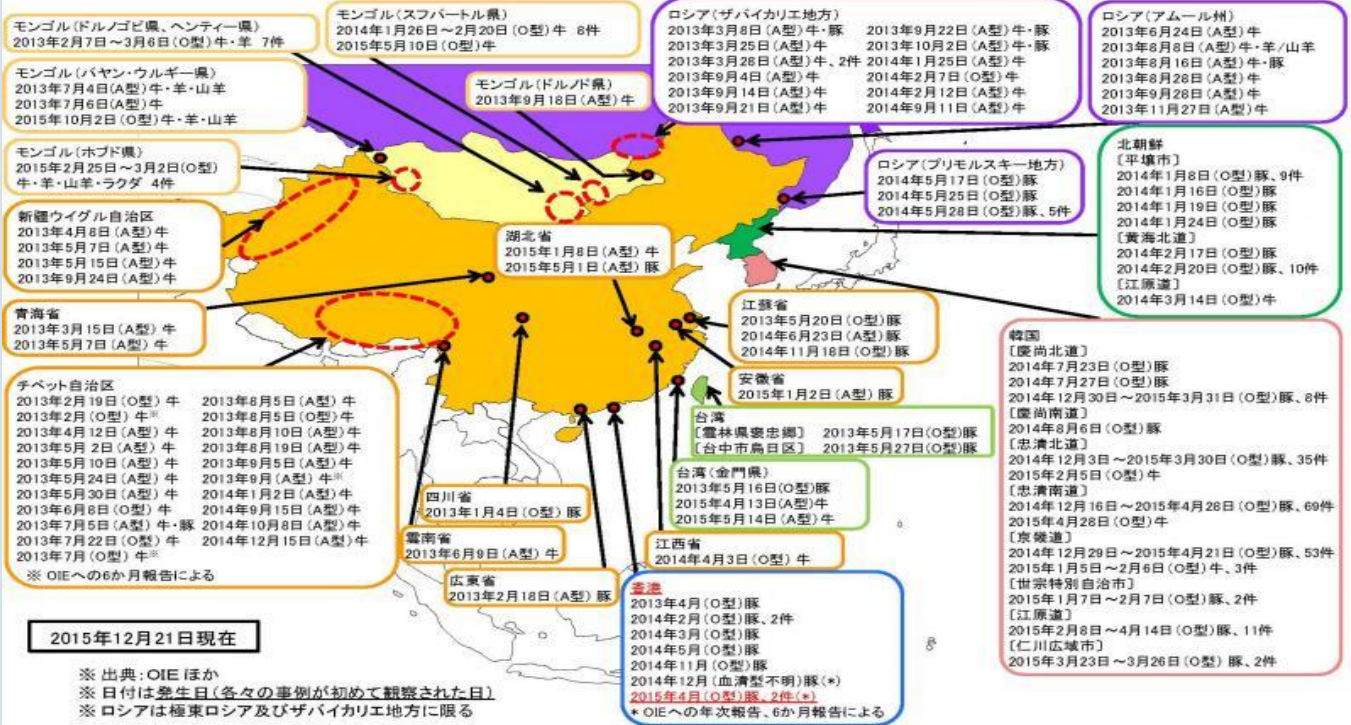 モンゴル(ドルノゴビ県、ヘンティー県)
2013年2月7日～3月6日(O型)牛・羊 7件
モンゴル(スフバートル県)
2014年1月26日～2月20日(O型)牛 8件
2015年5月10日(O型)牛
ロシア(ザバイカリエ地方)
2013年3月8日(A型)牛・豚 2013年9月22日(A型)牛・豚
2013年3月25日(A型)牛 2013年10月2日(A型)牛・豚
2013年3月28日(A型)牛、2件 2014年1月25日(A型)牛
2013年9月4日(A型)牛 2014年2月7日(O型)牛
2013年9月14日(A型)牛 2014年2月12日(A型)牛
2013年9月21日(A型)牛 2014年9月11日(A型)牛
ロシア(アムール州)
2013年6月24日(A型)牛
2013年8月8日(A型)牛・羊/山羊
2013年8月16日(A型)牛・豚
2013年8月28日(A型)牛
2013年9月28日(A型)牛
2013年11月27日(A型)牛
モンゴル(バヤン・ウルギー県)
2013年7月4日(A型)牛・羊・山羊
2013年7月6日(A型)牛
2015年10月2日(O型)牛・羊・山羊
モンゴル(ドルノド県)
2013年9月18日(A型)牛
モンゴル(ホブド県)
2015年2月25日～3月2日(O型)
牛・羊・山羊・ラクダ 4件
ロシア(プリモルスキー地方)
2014年5月17日(O型)豚
2014年5月25日(O型)豚
2014年5月28日(O型)豚、5件
北朝鮮
[平壌市]
2014年1月8日(O型)豚、9件
2014年1月16日(O型)豚
2014年1月19日(O型)豚
2014年1月24日(O型)豚
[黄海北道]
2014年2月17日(O型)豚
2014年2月20日(O型)豚、10件
[江原道]
2014年3月14日(O型)牛
新疆ウイグル自治区
2013年4月8日(A型)牛
2013年5月7日(A型)牛
2013年5月15日(A型)牛
2013年9月24日(A型)牛
湖北省
2015年1月8日(A型)牛
2015年5月1日(A型)豚
青海省
2013年3月15日(A型)牛
2013年5月7日(A型)牛
江蘇省
2013年5月20日(O型)豚
2014年6月23日(A型)豚
2014年11月18日(O型)豚
安徽省
2015年1月2日(A型)豚
チベット自治区
2013年2月19日(O型)牛 2013年8月5日(A型)牛
2013年2月(O型)牛※ 2013年8月5日(O型)牛
2013年4月12日(A型)牛 2013年8月10日(A型)牛
2013年5月 2日(A型)牛 2013年8月19日(A型)牛
2013年5月10日(A型)牛 2013年9月5日(A型)牛
2013年5月24日(A型)牛 2013年9月(A型)牛※
2013年5月30日(A型)牛 2014年1月2日(A型)牛
2013年6月8日(O型)牛 2014年9月15日(A型)牛
2013年7月5日(A型)牛・豚 2014年10月8日(A型)牛
2013年7月22日(O型)牛 2014年12月15日(A型)牛
2013年7月(O型)牛※
※ OIEへの6か月報告による
台湾
[雲林県褒忠郷] 2013年5月17日(O型)豚
[台中市烏日区] 2013年5月27日(O型)豚
台湾(金門県)
2013年5月16日(O型)豚
2015年4月13日(A型)牛
2015年5月14日(A型)牛
四川省
2013年1月4日(O型)豚
雲南省
2013年6月9日(A型)牛
広東省
2013年2月18日(A型)豚
江西省
2014年4月3日(O型)牛
香港
2013年4月(O型)豚
2014年2月(O型)豚、2件
2014年3月(O型)豚
2014年5月(O型)豚
2014年11月(O型)豚
2014年12月(血清型不明)豚(*)
2015年4月(O型)豚、2件(*)
* OIEへの年次報告、6か月報告による
韓国
[慶尚北道]
2014年7月23日(O型)豚
2014年7月27日(O型)豚
2014年12月30日～2015年3月31日(O型)豚、8件
[慶尚南道]
2014年8月6日(O型)豚
[忠清北道]
2014年12月3日～2015年3月30日(O型)豚、35件
2015年2月5日(O型)牛
[忠清南道]
2014年12月16日～2015年4月28日(O型)豚、69件
2015年4月28日(O型)牛
[京畿道]
2014年12月29日～2015年4月21日(O型)豚、53件
2015年1月5日～2月6日(O型)牛、3件
[世宗特別自治市]
2015年1月7日～2月7日(O型)豚、2件
[江原道]
2015年2月8日～4月14日(O型)豚、11件
[仁川広域市]
2015年3月23日～3月26日(O型)豚、2件
2015年12月21日現在
※ 出典:OIE ほか
※ 日付は発生日(各々の事例が初めて観察された日)
※ ロシアは極東ロシア及びザバイカリエ地方に限る